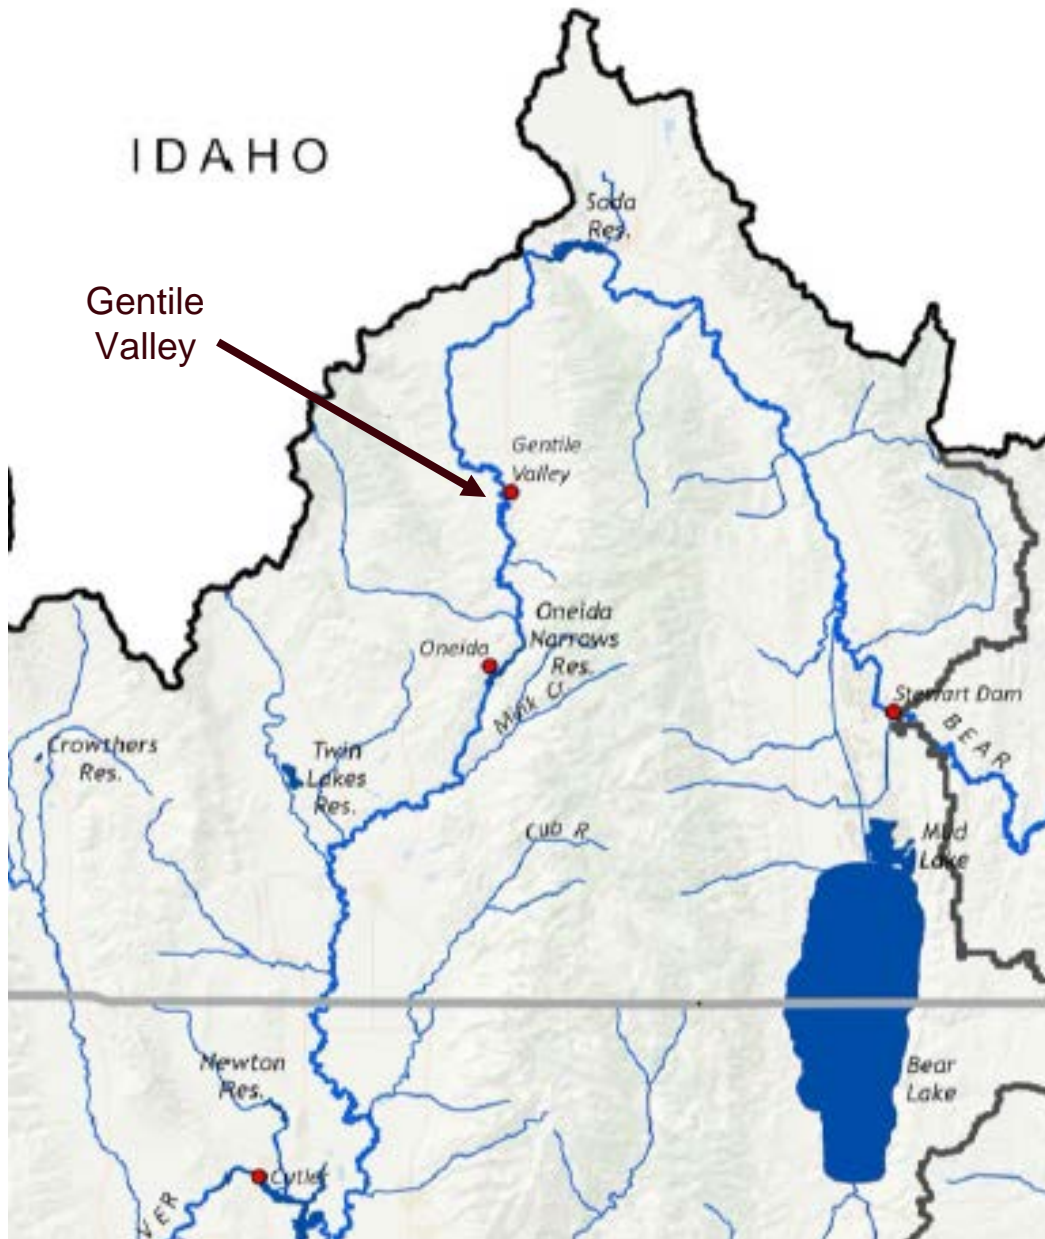 IDAHO
Soda
Res.
Gentile
Valley
Gentile
Valley
Oneida
Narrows
Res.
Oneida
Mink C.
Stewart Dam
BEAR
Crowthers
Res.
Twin
Lakes
Res.
Cub R
Mud
Lake
Newton
Res.
Bear
Lake
Cutler
VER